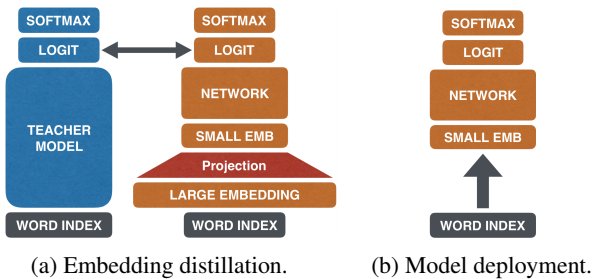 SOFTMAX
LOGIT
TEACHER
MODEL
WORD INDEX
SOFTMAX
LOGIT
NETWORK
SMALL EMB
Projection
LARGE EMBEDDING
WORD INDEX
(a) Embedding distillation.
SOFTMAX
LOGIT
NETWORK
SMALL EMB
WORD INDEX
(b) Model deployment.